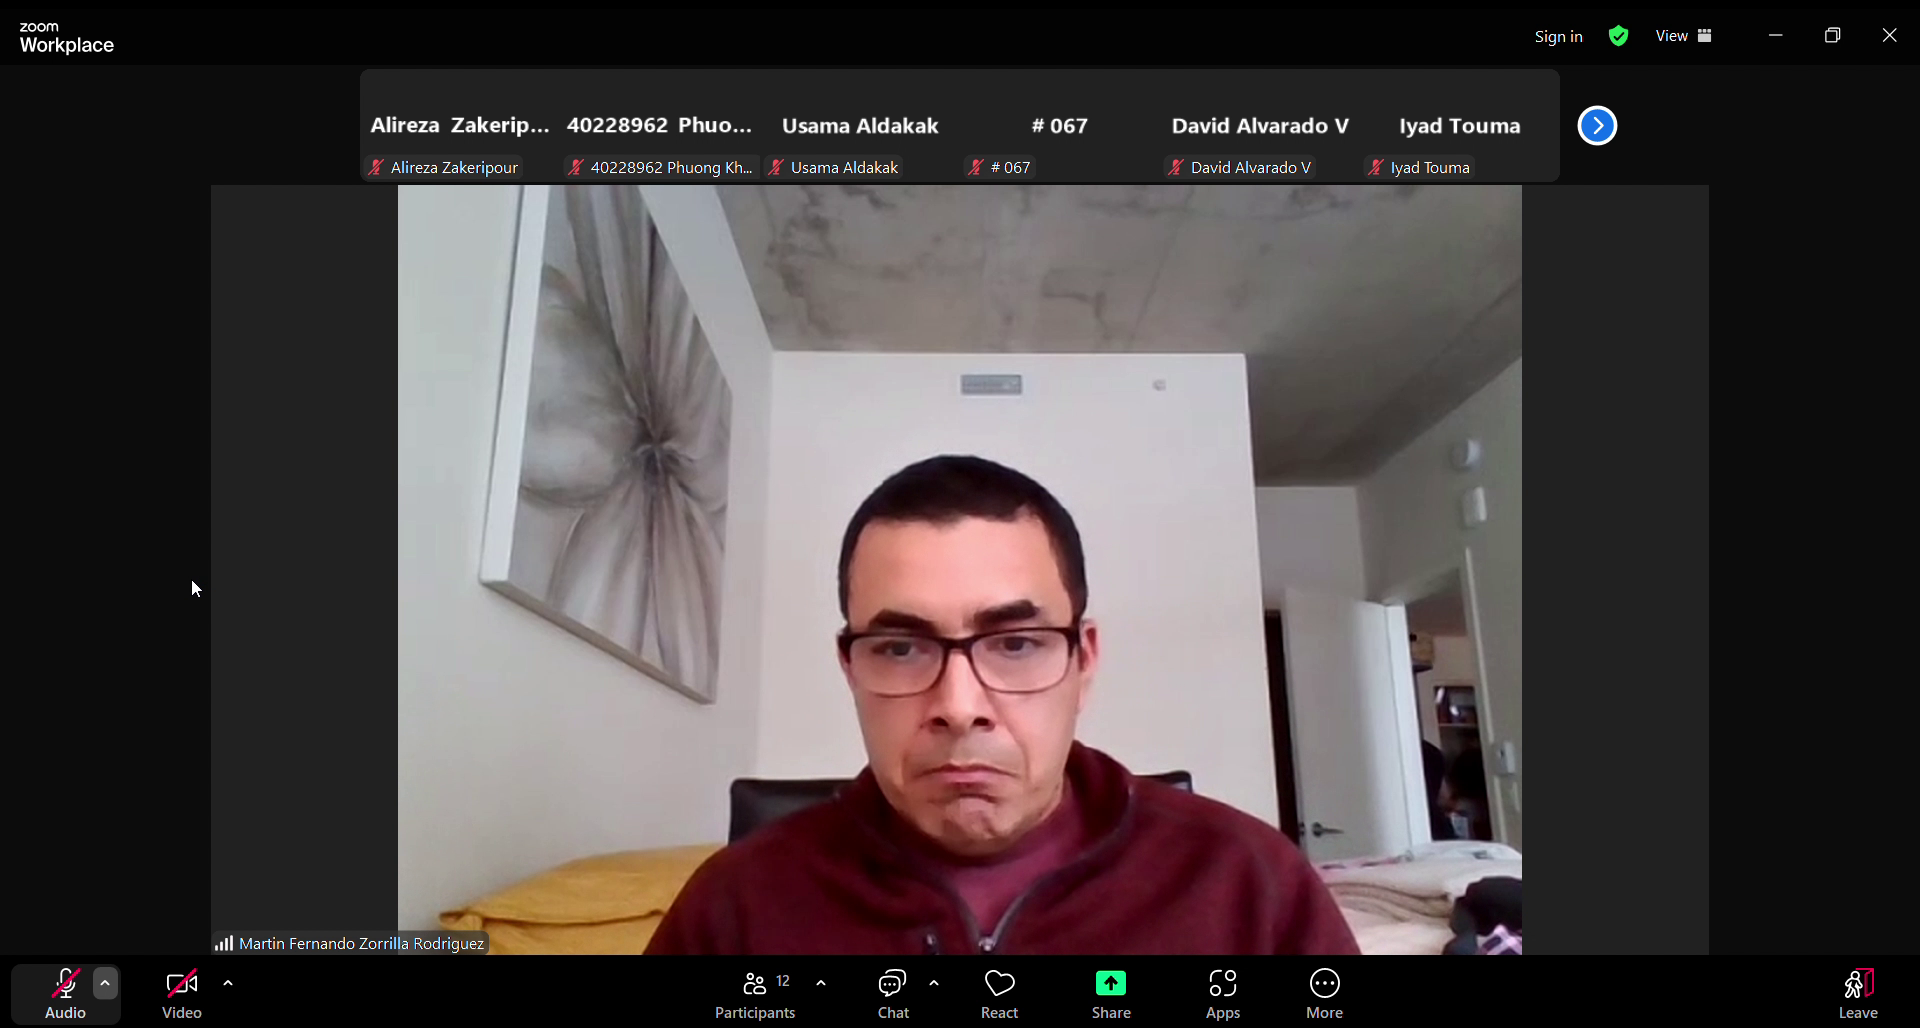 zoom
Workplace
Sign in
View
Alireza Zakerip...
40228962 Phuo...
Usama Aldakak
# 067
David Alvarado V
Iyad Touma
Alireza Zakeripour
40228962 Phuong Kh...
Usama Aldakak
# 067
David Alvarado V
Iyad Touma
Martin Fernando Zorrilla Rodriguez
Audio
Video
12
Participants
Chat
React
Share
Apps
More
Leave